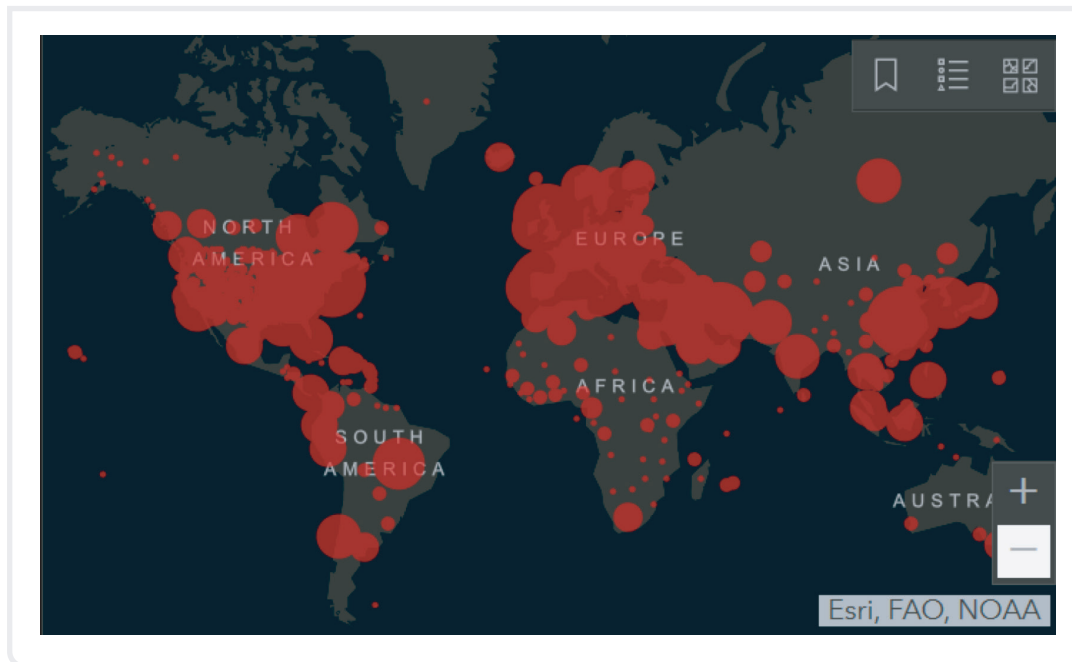 NORTH
AMERICA
EUROPE
ASIA
AFRICA
SOUTH
AMERICA
AUSTRA
Esri, FAO, NOAA